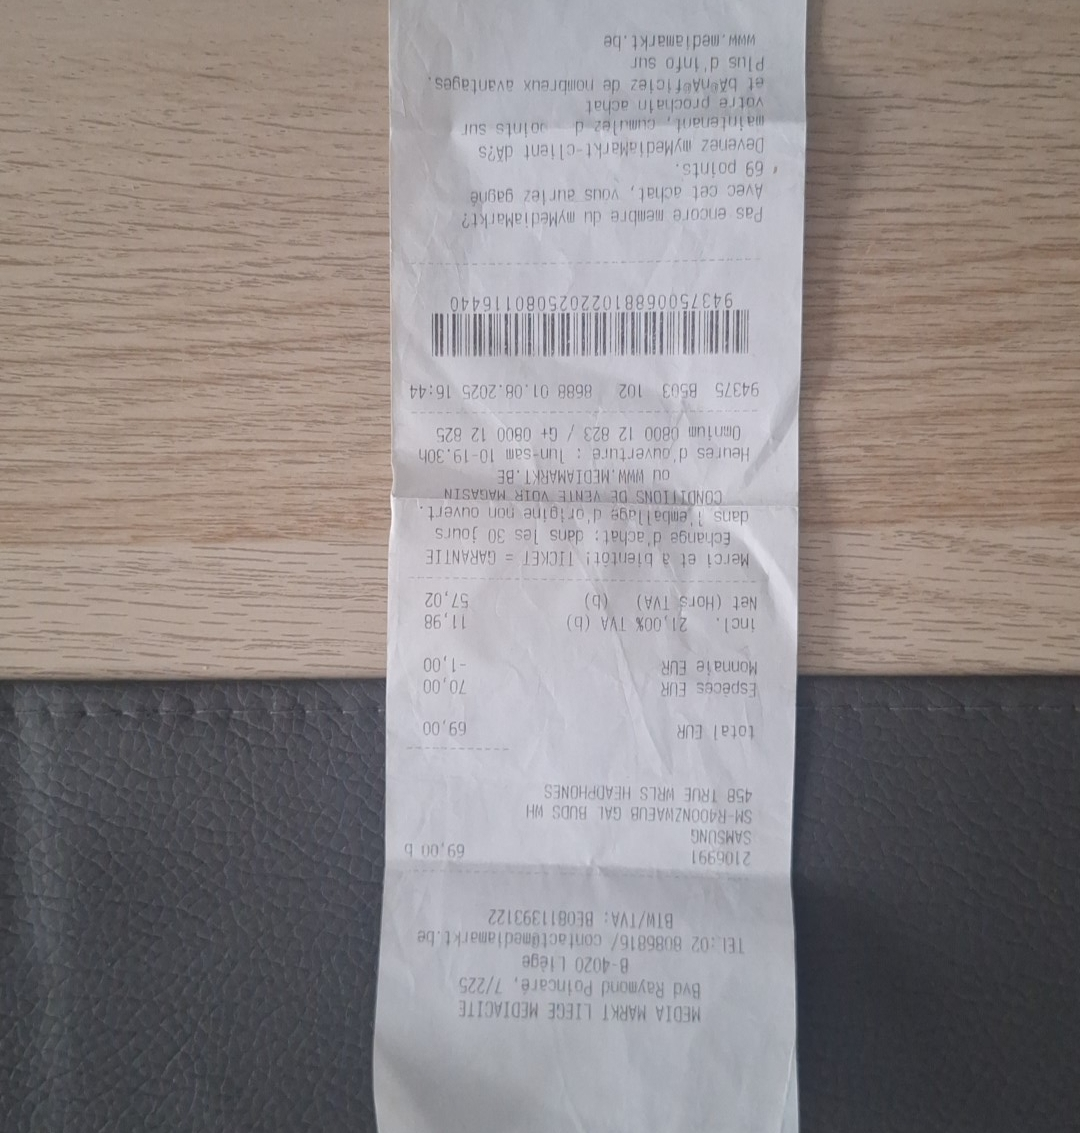 MEDIA MARKT LIEGE MEDIACITE
Bvd Raymond Poincaré, 7/225
B-4020 Liège
TEL:02 8086816/ contact@mediamarkt.be
BTW/TVA: BE0811393122
2106991 69,00 b
SAMSUNG
SM-R400NZWAEUB GAL BUDS WH
458 TRUE WRLS HEADPHONES
total EUR 69,00
Espèces EUR 70,00
Monnaie EUR -1,00
incl. 21,00% TVA (b) 11,98
Net (Hors TVA) (b) 57,02
Merci et à bientôt! TICKET = GARANTIE
Echange d'achat: dans les 30 jours
dans l'emballage d'origine non ouvert.
CONDITIONS DE VENTE VOIR MAGASIN
ou WWW.MEDIAMARKT.BE
Heures d'ouverture : lun-sam 10-19.30h
Omnium 0800 12 823 / G+ 0800 12 825
94375 B503 102 8688 01.08.2025 16:44
94375006881022025080116440
Pas encore membre du myMediaMarkt?
Avec cet achat, vous auriez gagné
69 points.
Devenez myMediaMarkt-client dÃ?s
maintenant, cumulez d points sur
votre prochain achat
et bÃ©nÃ©ficiez de nombreux avantages.
Plus d'info sur
www.mediamarkt.be